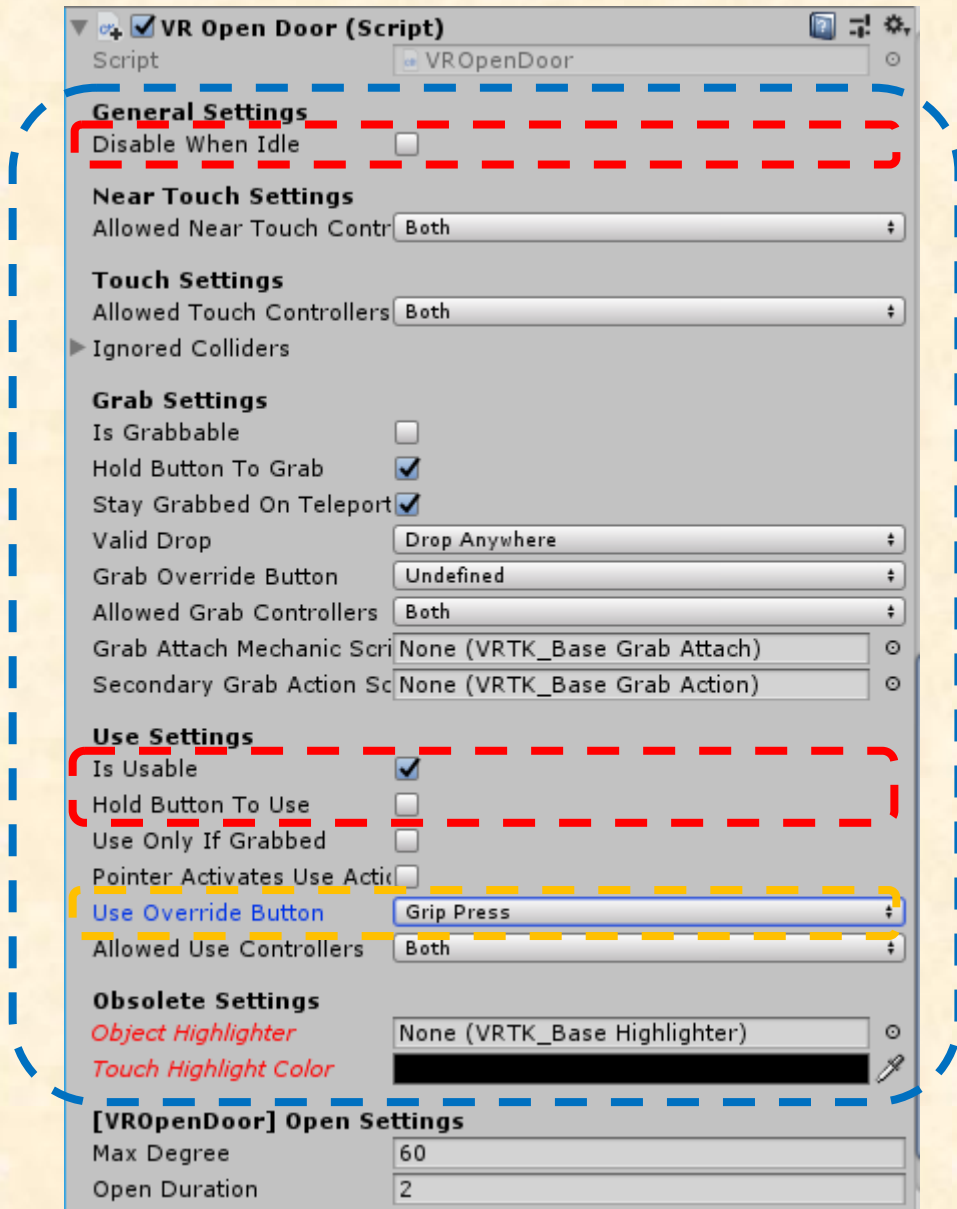 VR Open Door (Script)
Script VROpenDoor
General Settings
Disable When Idle
Near Touch Settings
Allowed Near Touch Contr Both
Touch Settings
Allowed Touch Controllers Both
Ignored Colliders
Grab Settings
Is Grabbable
Hold Button To Grab
Stay Grabbed On Teleport
Valid Drop Drop Anywhere
Grab Override Button Undefined
Allowed Grab Controllers Both
Grab Attach Mechanic Scri None (VRTK_Base Grab Attach)
Secondary Grab Action Sc None (VRTK_Base Grab Action)
Use Settings
Is Usable
Hold Button To Use
Use Only If Grabbed
Pointer Activates Use Actic
Use Override Button Grip Press
Allowed Use Controllers Both
Obsolete Settings
Object Highlighter None (VRTK_Base Highlighter)
Touch Highlight Color
[VROpenDoor] Open Settings
Max Degree 60
Open Duration 2